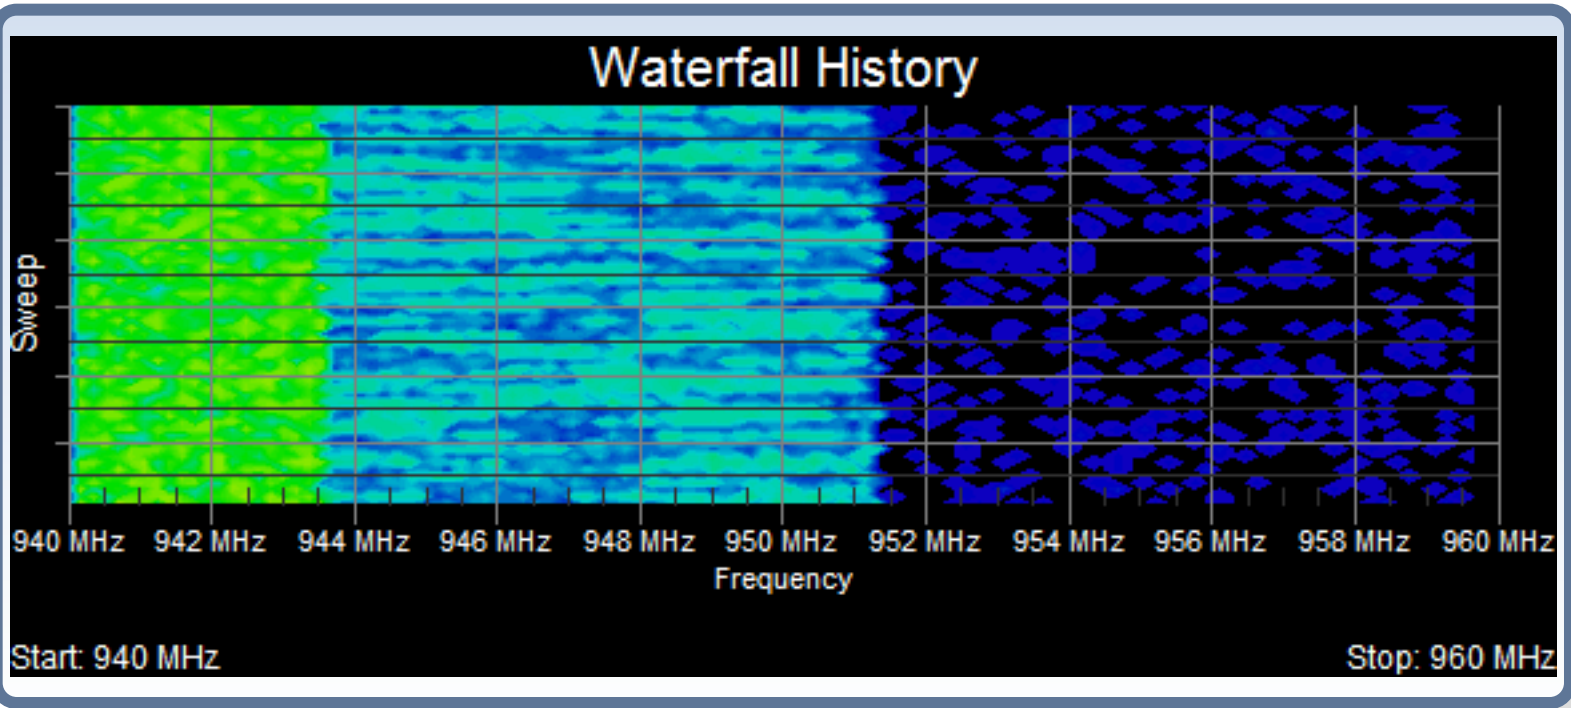 Waterfall History
Sweep
940 MHz 942 MHz 944 MHz 946 MHz 948 MHz 950 MHz 952 MHz 954 MHz 956 MHz 958 MHz 960 MHz
Frequency
Start: 940 MHz Stop: 960 MHz